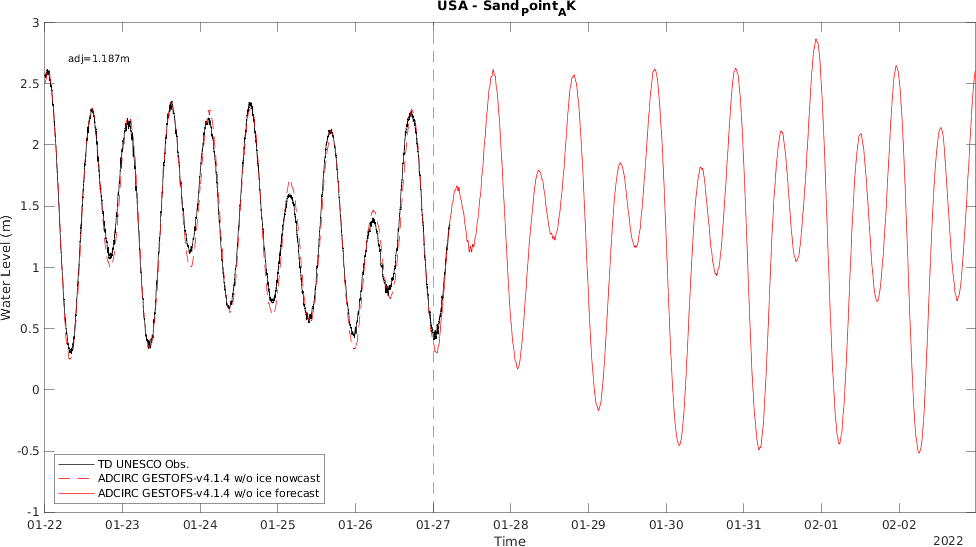 USA - Sand_Point_AK
adj=1.187m
3
2.5
2
1.5
1
0.5
0
-0.5
-1
Water Level (m)
TD UNESCO Obs.
ADCIRC GESTOFS-v4.1.4 w/o ice nowcast
ADCIRC GESTOFS-v4.1.4 w/o ice forecast
01-22 01-23 01-24 01-25 01-26 01-27 01-28 01-29 01-30 01-31 02-01 02-02
Time
2022